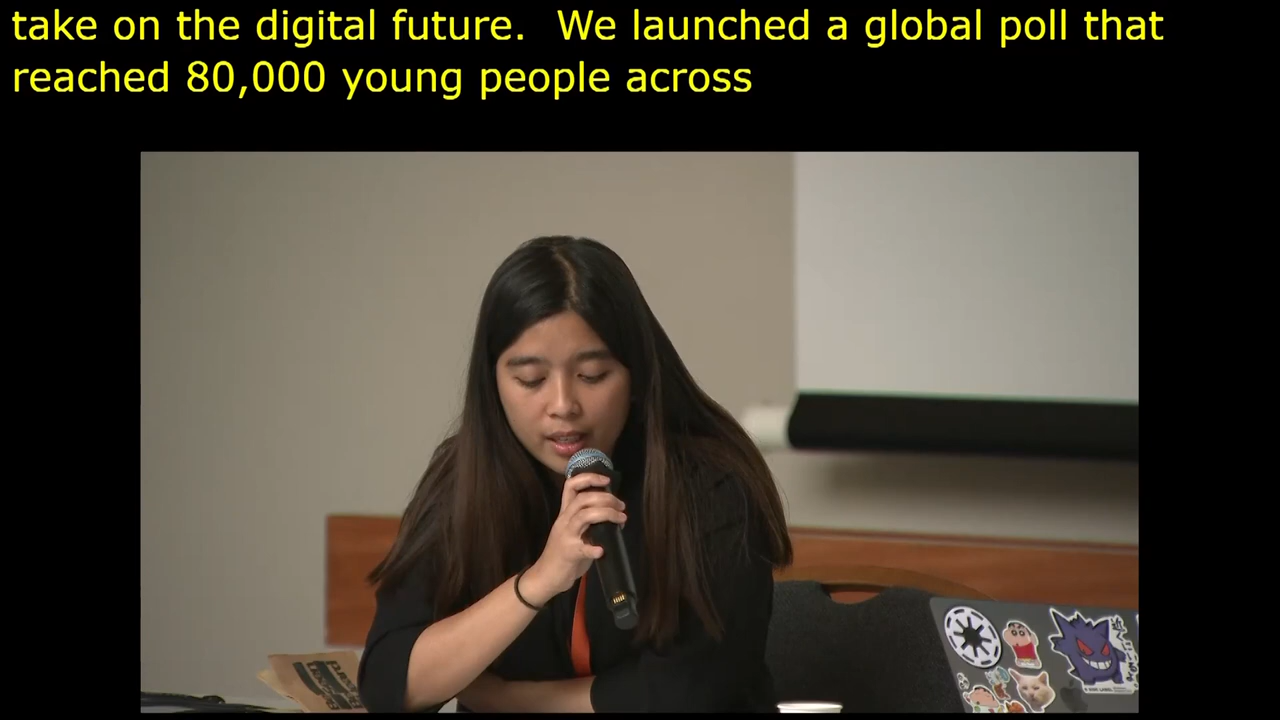 take on the digital future.  We launched a global poll that
reached 80,000 young people across